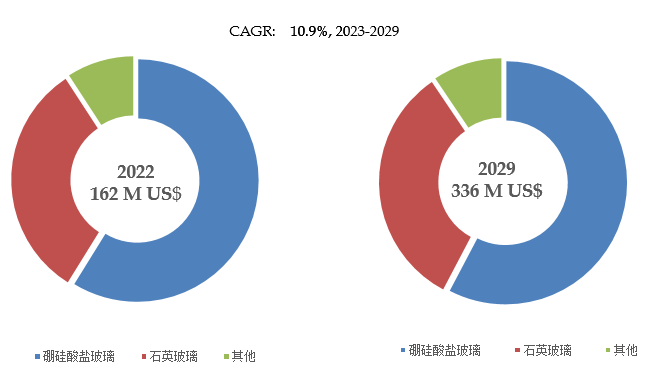 CAGR: 10.9%, 2023-2029
2022
162 M US$
2029
336 M US$
硼硅酸盐玻璃 石英玻璃 其他
硼硅酸盐玻璃 石英玻璃 其他